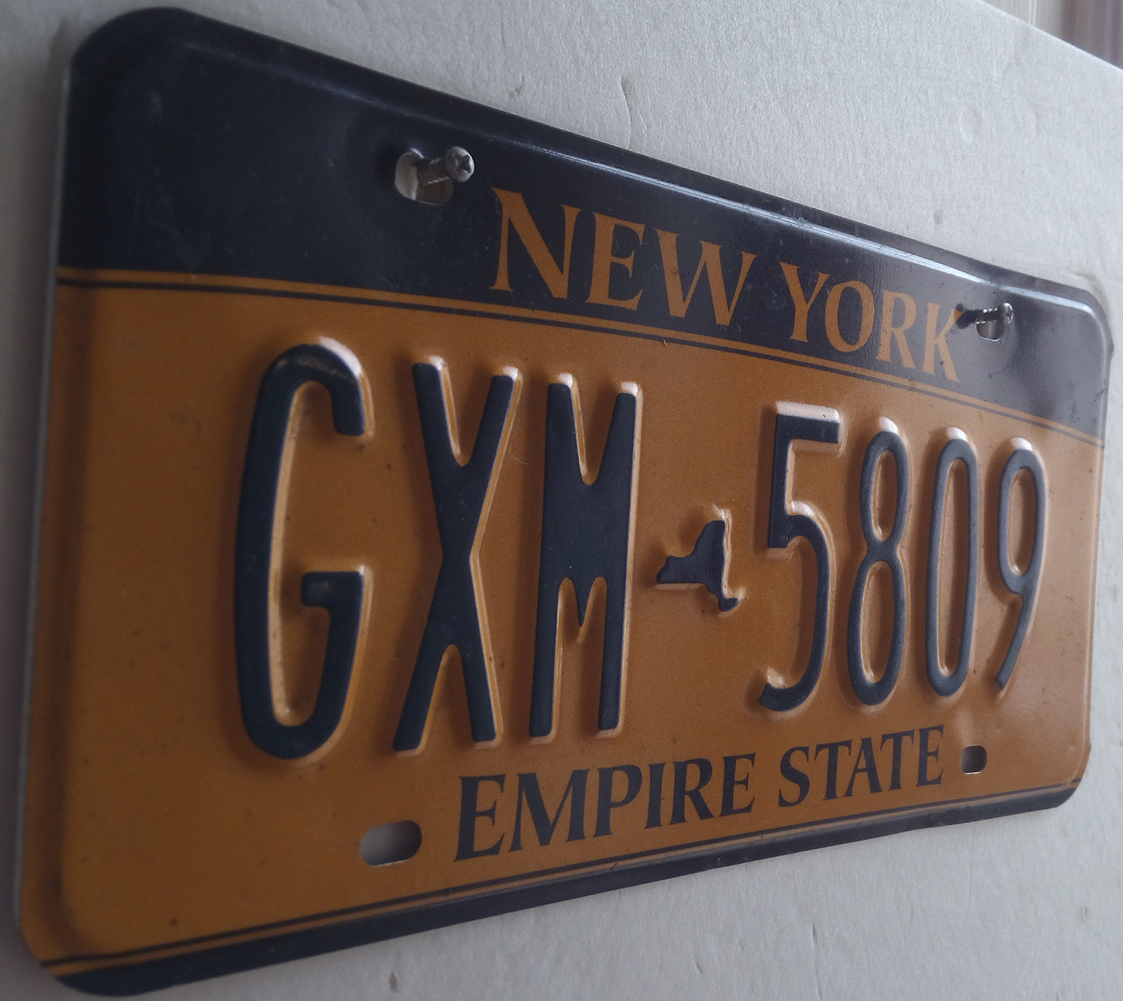 NEW YORK
GXM 5809
EMPIRE STATE